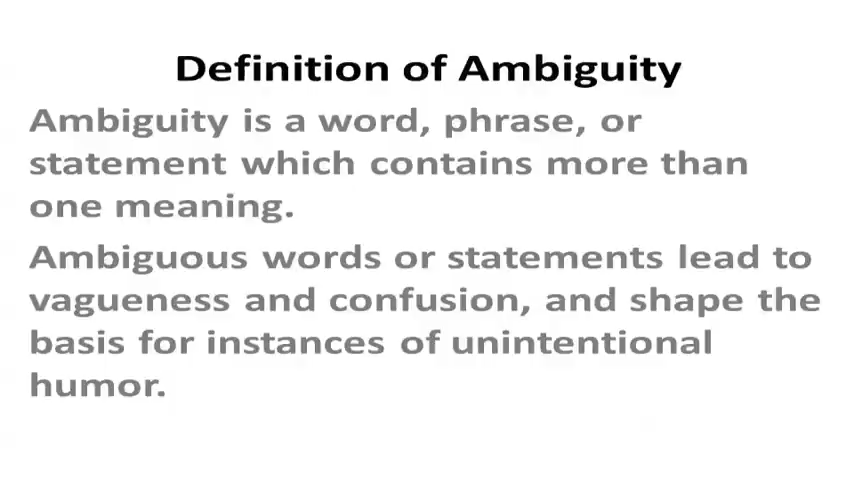 Definition of Ambiguity
Ambiguity is a word, phrase, or
statement which contains more than
one meaning.
Ambiguous words or statements lead to
vagueness and confusion, and shape the
basis for instances of unintentional
humor.